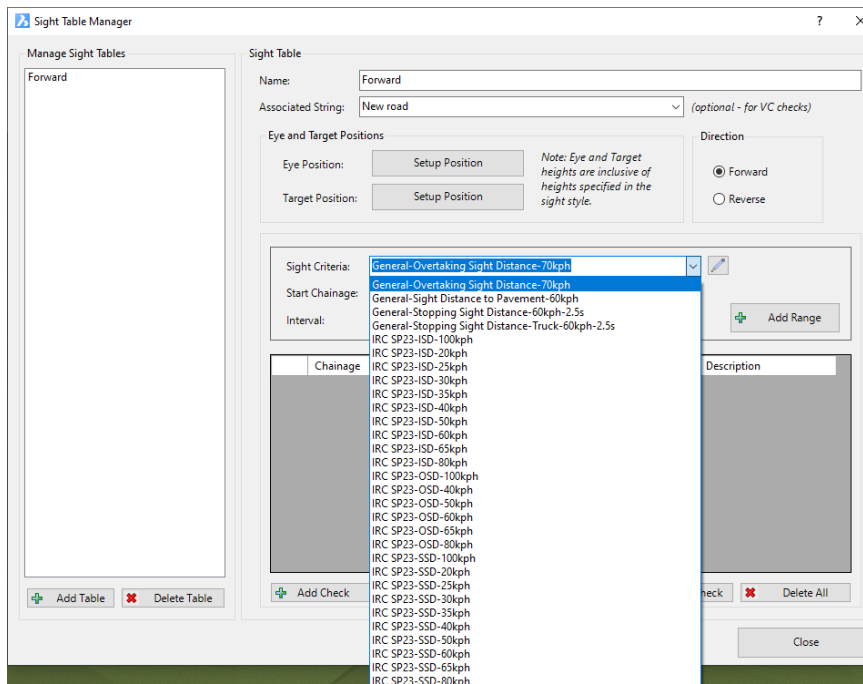 Sight Table Manager
?
Manage Sight Tables
Forward
Add Table
Delete Table
Sight Table
Name:
Forward
Associated String:
New road
(optional - for VC checks)
Eye and Target Positions
Eye Position:
Setup Position
Target Position:
Setup Position
Note: Eye and Target
heights are inclusive of
heights specified in the
sight style.
Direction
Forward
Reverse
Sight Criteria:
General-Overtaking Sight Distance-70kph
Start Chainage:
Interval:
Add Range
General-Overtaking Sight Distance-70kph
General-Sight Distance to Pavement-60kph
General-Stopping Sight Distance-60kph-2.5s
General-Stopping Sight Distance-Truck-60kph-2.5s
IRC SP23-ISD-100kph
IRC SP23-ISD-20kph
IRC SP23-ISD-25kph
IRC SP23-ISD-30kph
IRC SP23-ISD-35kph
IRC SP23-ISD-40kph
IRC SP23-ISD-50kph
IRC SP23-ISD-60kph
IRC SP23-ISD-65kph
IRC SP23-ISD-80kph
IRC SP23-OSD-100kph
IRC SP23-OSD-40kph
IRC SP23-OSD-50kph
IRC SP23-OSD-60kph
IRC SP23-OSD-65kph
IRC SP23-OSD-80kph
IRC SP23-SSD-100kph
IRC SP23-SSD-20kph
IRC SP23-SSD-25kph
IRC SP23-SSD-30kph
IRC SP23-SSD-35kph
IRC SP23-SSD-40kph
IRC SP23-SSD-50kph
IRC SP23-SSD-60kph
IRC SP23-SSD-65kph
IRC SP23-SSD-80kph
Chainage
Description
Add Check
heck
Delete All
Close